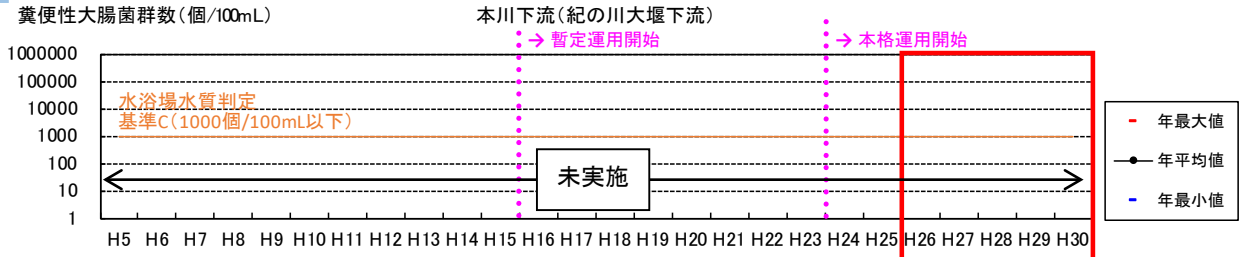 糞便性大腸菌群数(個/100mL)
本川下流(紀の川大堰下流)
→ 暫定運用開始
→ 本格運用開始
1000000
100000
10000
1000
100
10
1
水浴場水質判定
基準C(1000個/100mL以下)
未実施
H5 H6 H7 H8 H9 H10 H11 H12 H13 H14 H15 H16 H17 H18 H19 H20 H21 H22 H23 H24 H25 H26 H27 H28 H29 H30
年最大値
年平均値
年最小値